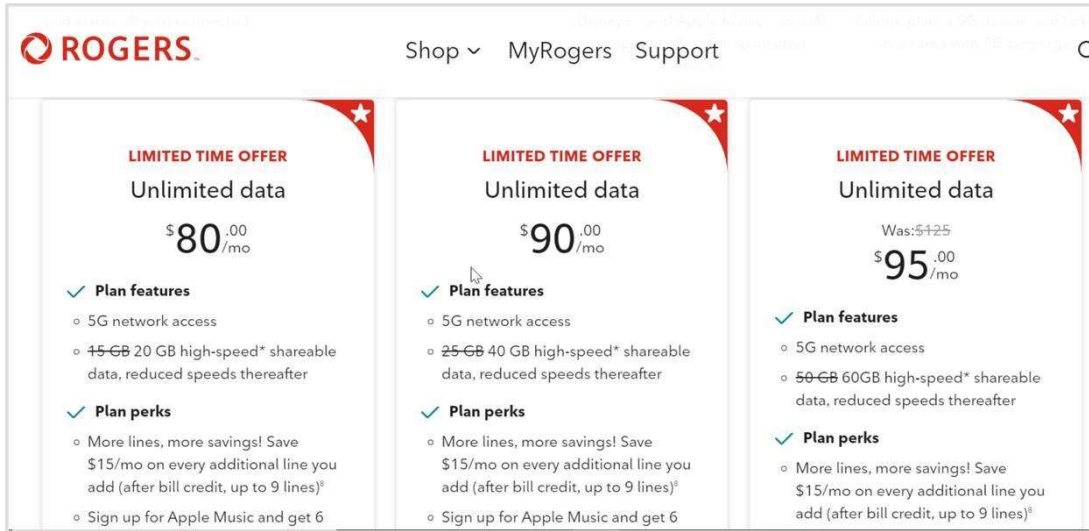 ROGERS
Shop MyRogers Support
LIMITED TIME OFFER
Unlimited data
$80.00/mo
Plan features
5G network access
15 GB 20 GB high-speed* shareable
data, reduced speeds thereafter
Plan perks
More lines, more savings! Save
$15/mo on every additional line you
add (after bill credit, up to 9 lines)⁸
Sign up for Apple Music and get 6
LIMITED TIME OFFER
Unlimited data
$90.00/mo
Plan features
5G network access
25 GB 40 GB high-speed* shareable
data, reduced speeds thereafter
Plan perks
More lines, more savings! Save
$15/mo on every additional line you
add (after bill credit, up to 9 lines)⁸
Sign up for Apple Music and get 6
LIMITED TIME OFFER
Unlimited data
Was:$125
$95.00/mo
Plan features
5G network access
50 GB 60GB high-speed* shareable
data, reduced speeds thereafter
Plan perks
More lines, more savings! Save
$15/mo on every additional line you
add (after bill credit, up to 9 lines)⁸